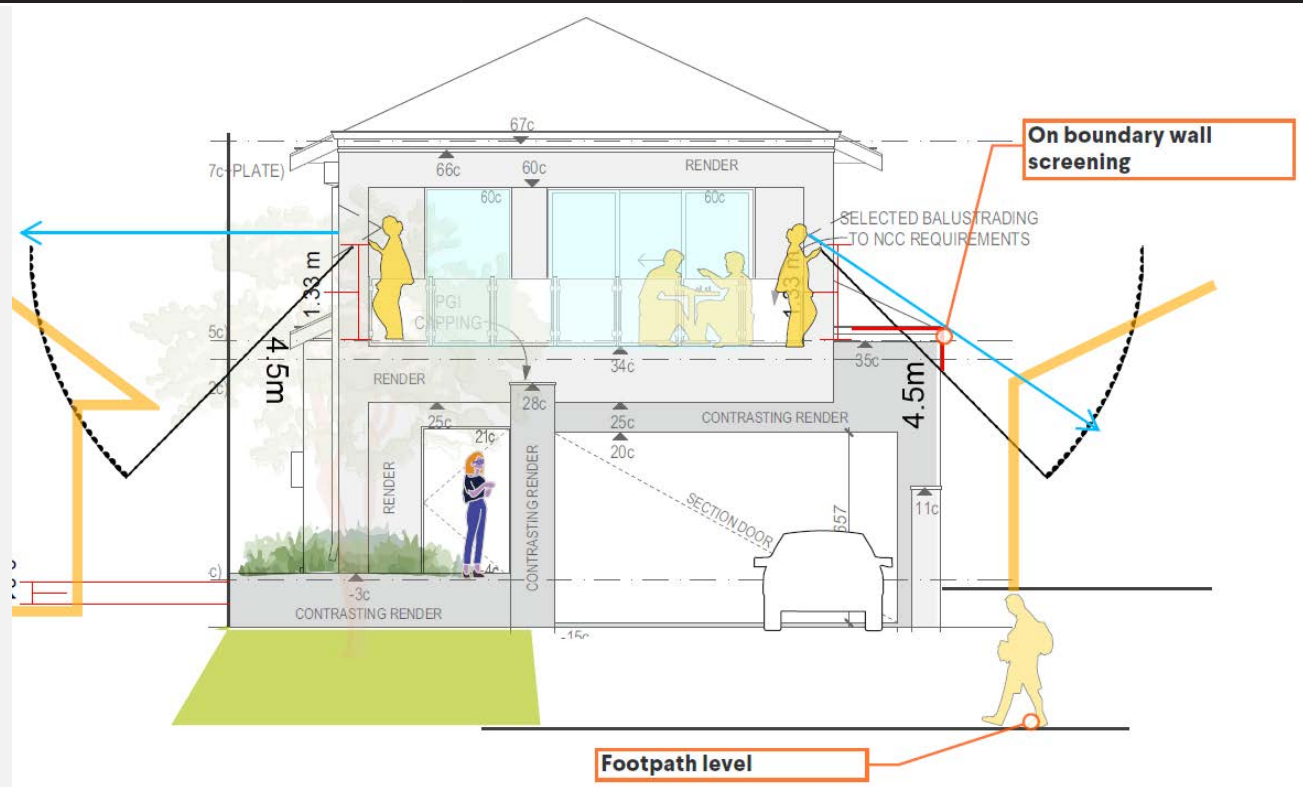 67c
On boundary wall
screening
7c-PLATE)
66c
60c
RENDER
60c
60c
SELECTED BALUSTRADING
TO NCC REQUIREMENTS
1.33 m
PGI
CAPPING
5c)
4.5m
34c
35c
2c)
RENDER
28c
4.5m
25c
25c
CONTRASTING RENDER
21c
20c
RENDER
CONTRASTING RENDER
SECTION DOOR
657
11c
c)
-4c
-3c
CONTRASTING RENDER
-15c
Footpath level